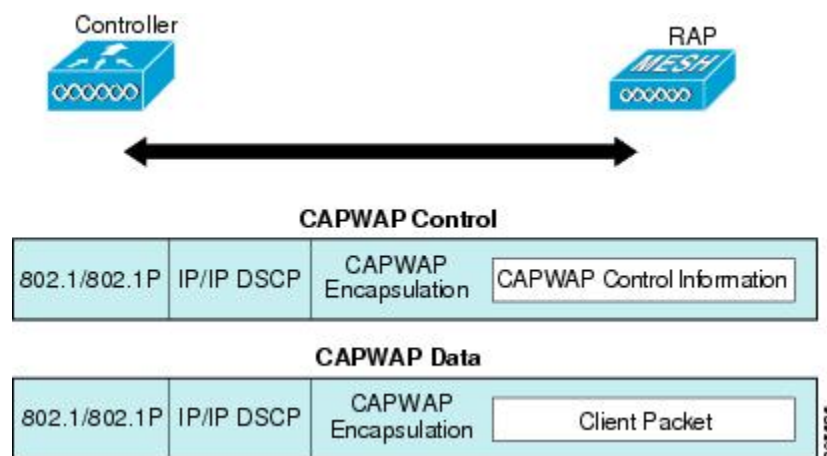 Controller
RAP
MESH
CAPWAP Control
802.1/802.1P IP/IP DSCP CAPWAP Encapsulation CAPWAP Control Information
CAPWAP Data
802.1/802.1P IP/IP DSCP CAPWAP Encapsulation Client Packet